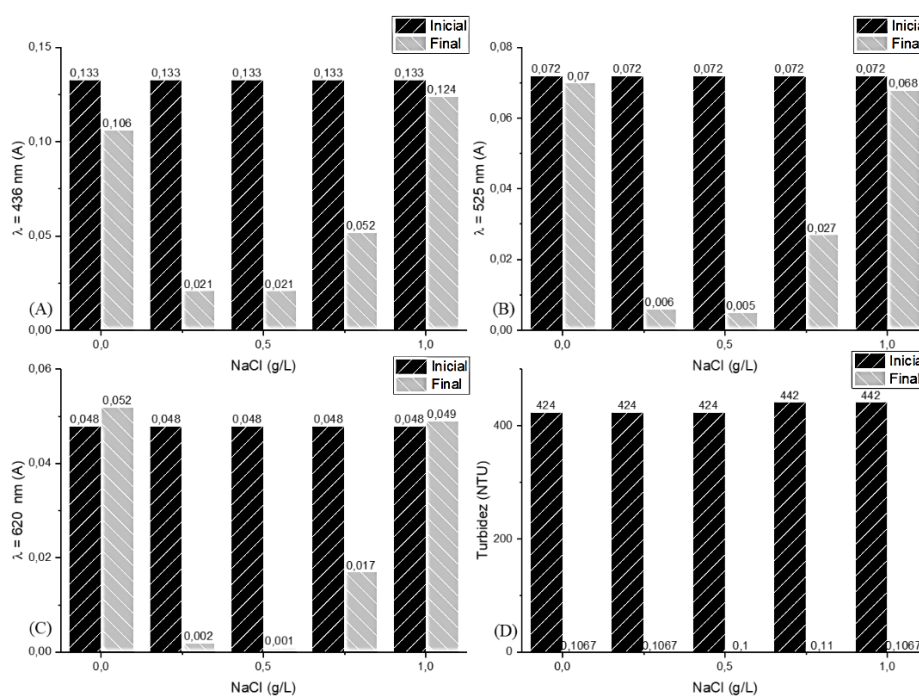 Inicial
Final
0,15
0,133 0,133 0,133 0,133 0,133
0,124
0,106
0,10
0,052
0,05
0,021 0,021
0,00
0,0 0,5 1,0
λ = 436 nm (A)
NaCl (g/L)
(A)
Inicial
Final
0,08
0,072 0,07 0,072 0,072 0,072 0,072
0,068
0,06
0,04
0,027
0,02
0,006 0,005
0,00
0,0 0,5 1,0
λ = 525 nm (A)
NaCl (g/L)
(B)
Inicial
Final
0,06
0,052
0,048 0,048 0,048 0,048 0,048 0,049
0,04
0,02
0,017
0,002 0,001
0,00
0,0 0,5 1,0
λ = 620 nm (A)
NaCl (g/L)
(C)
Inicial
Final
424 424 424 442 442
400
200
0,1067 0,1067 0,1 0,11 0,1067
0
0,0 0,5 1,0
Turbidez (NTU)
NaCl (g/L)
(D)